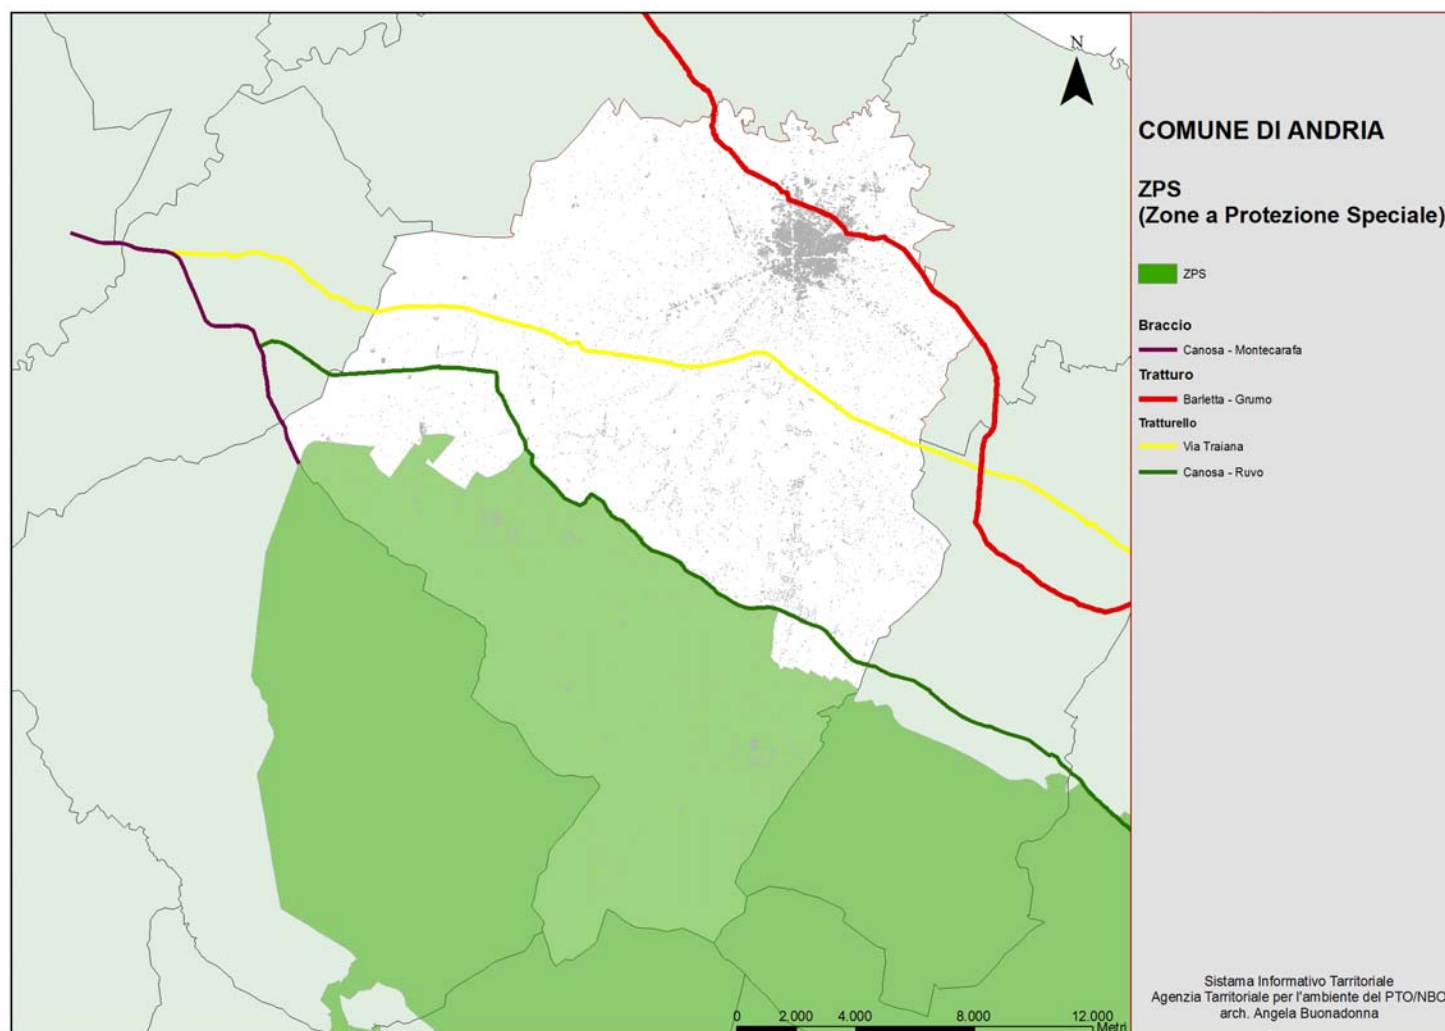 N
COMUNE DI ANDRIA
ZPS
(Zone a Protezione Speciale)
ZPS
Braccio
Canosa - Montecarafa
Tratturo
Barletta - Grumo
Tratturello
Via Traiana
Canosa - Ruvo
Sistama Informativo Tarritoriale
Agenzia Tarritoriale per l'ambiente del PTO/NBO
arch. Angela Buonadonna
0 2.000 4.000 8.000 12.000
Metri